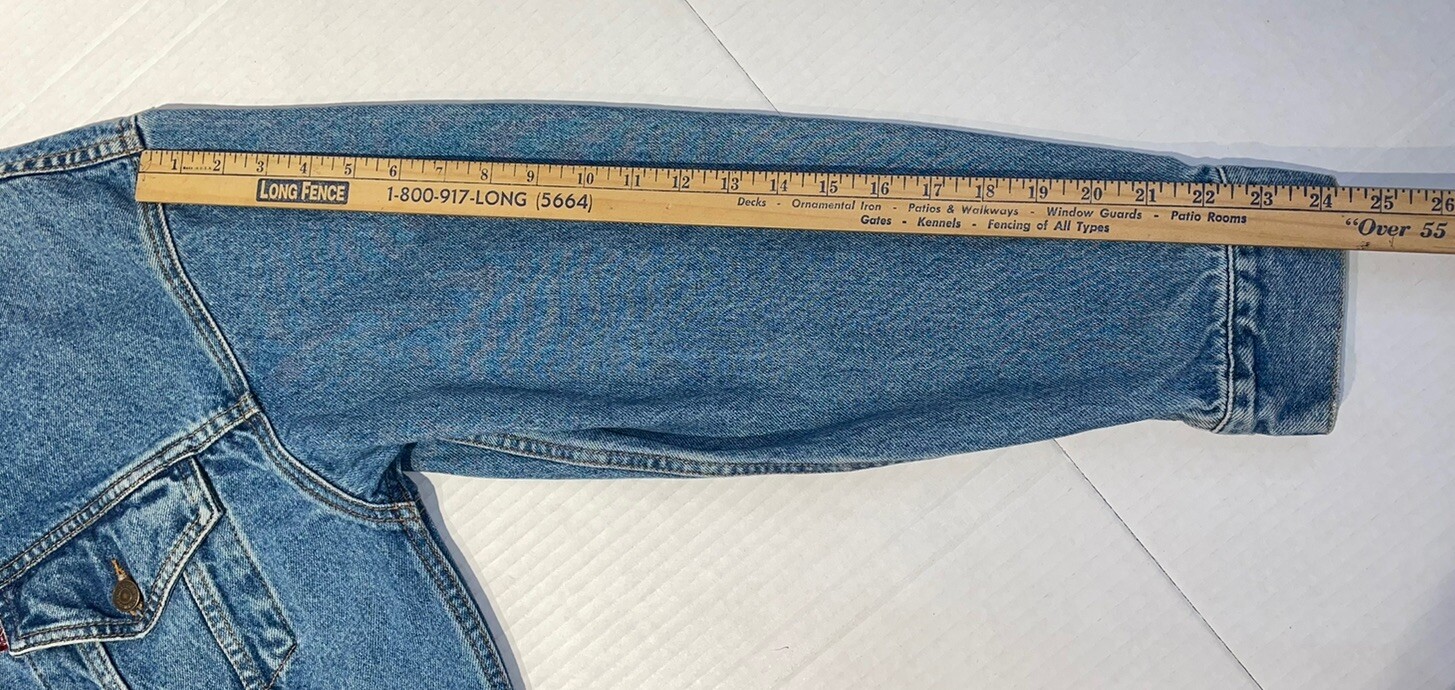 1 2 3 4 5 6 7 8 9 10 11 12 13 14 15 16 17 18 19 20 21 22 23 24 25 26
LONG FENCE 1-800-917-LONG (5664)
Decks - Ornamental Iron - Patios & Walkways - Window Guards - Patio Rooms
Gates - Kennels - Fencing of All Types
“Over 55